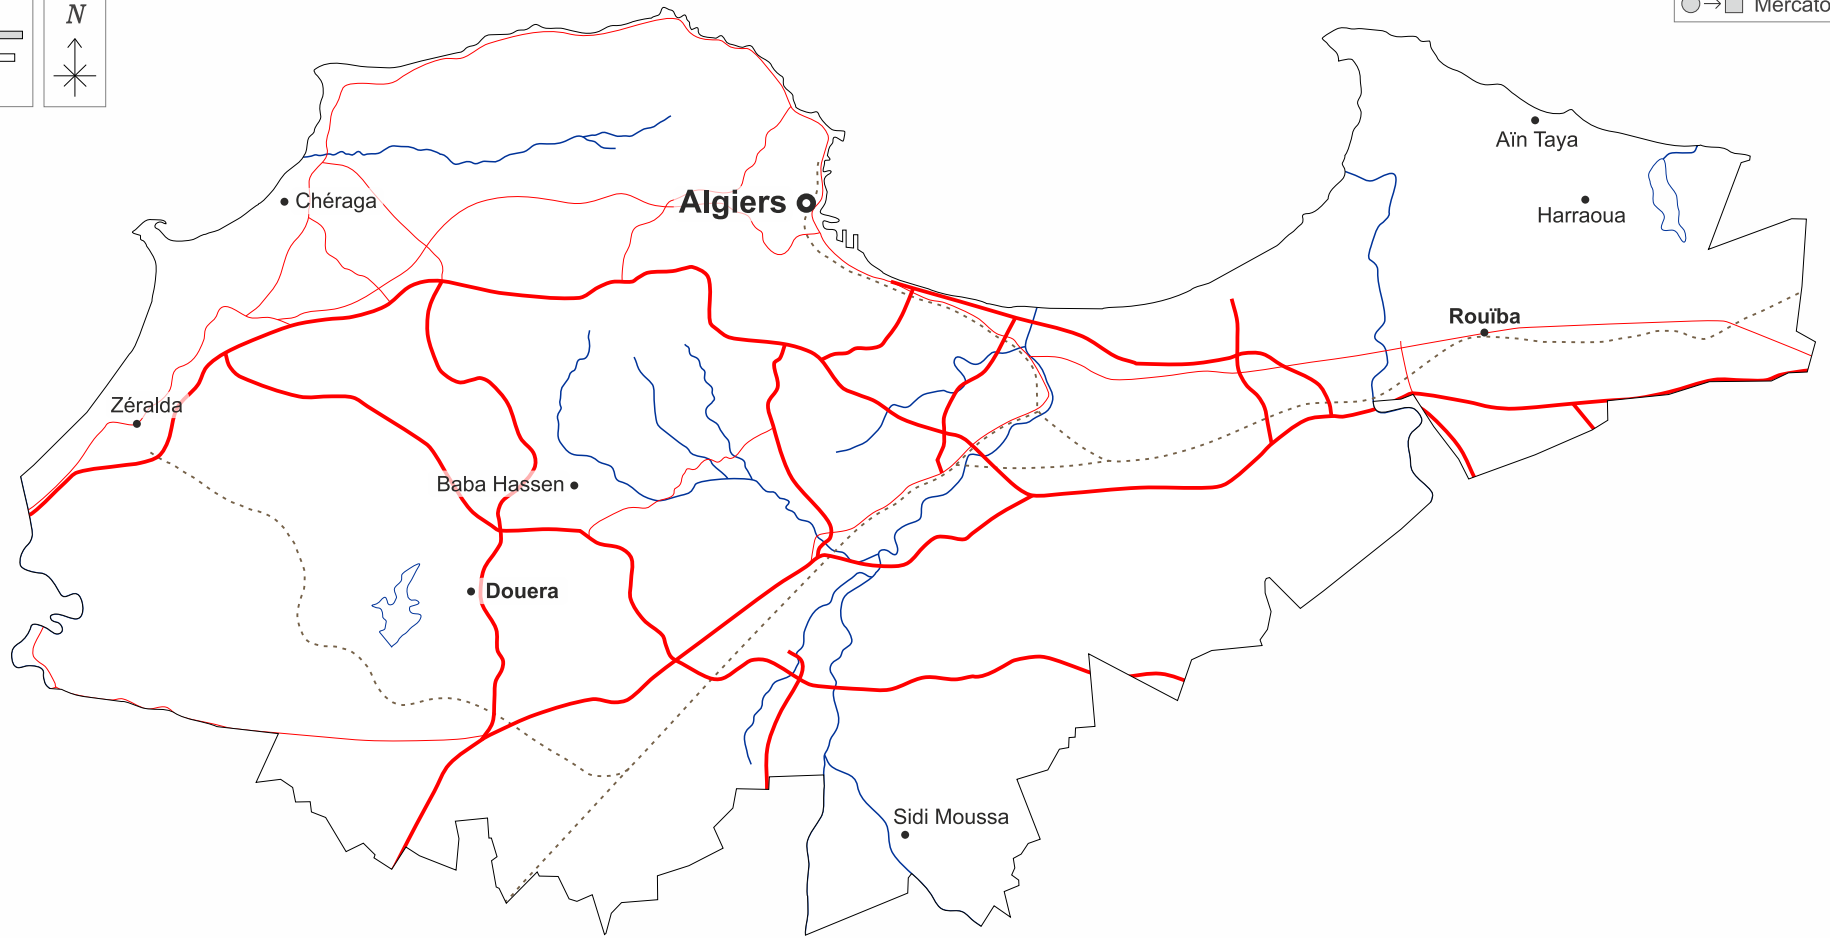 N
Mercato
Aïn Taya
Chéraga
Algiers
Harraoua
Rouïba
Zéralda
Baba Hassen
Douera
Sidi Moussa